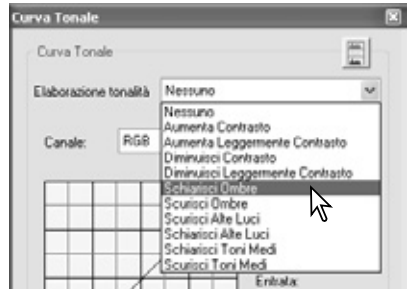 Curva Tonale
Curva Tonale
Elaborazione tonalità Nessuno
Nessuno
Aumenta Contrasto
Aumenta Leggermente Contrasto
Canale: RGB
Diminuisci Contrasto
Diminuisci Leggermente Contrasto
Schiarisci Ombre
Scurisci Ombre
Scurisci Alte Luci
Schiarisci Alte Luci
Schiarisci Toni Medi
Scurisci Toni Medi
Entrata: